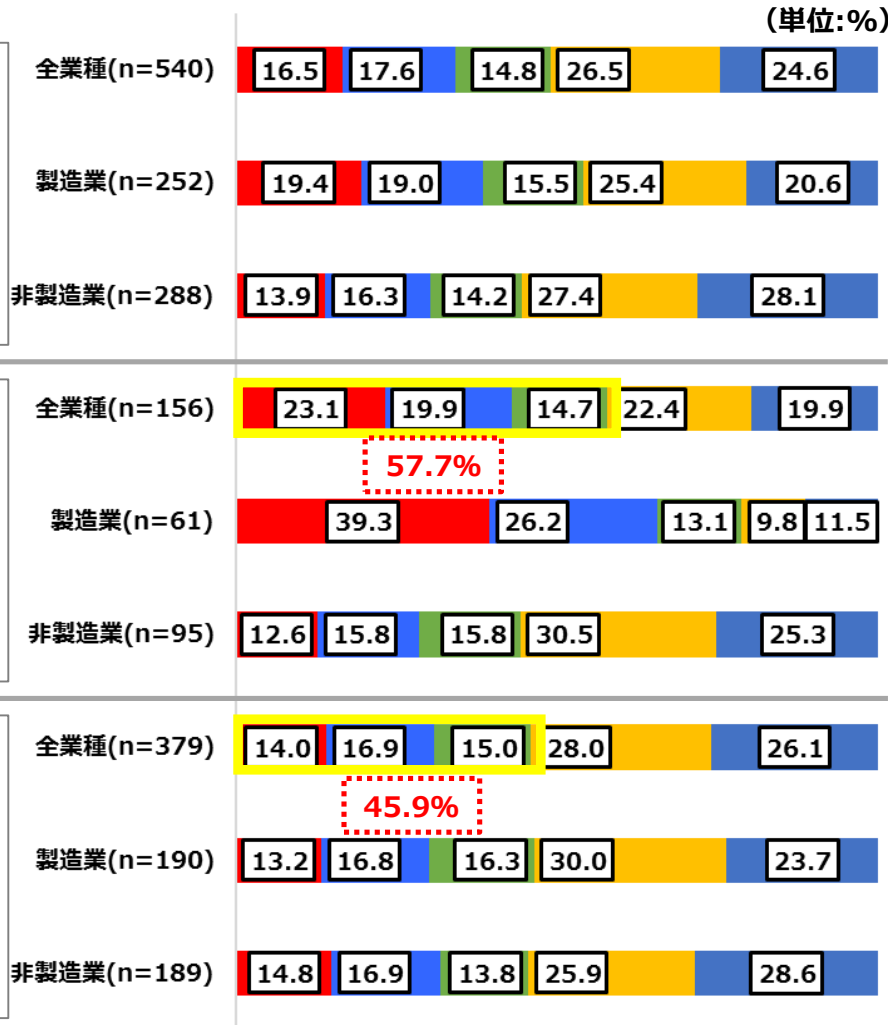 (単位:%)
全業種(n=540) 16.5 17.6 14.8 26.5 24.6
製造業(n=252) 19.4 19.0 15.5 25.4 20.6
非製造業(n=288) 13.9 16.3 14.2 27.4 28.1
全業種(n=156) 23.1 19.9 14.7 22.4 19.9
57.7%
製造業(n=61) 39.3 26.2 13.1 9.8 11.5
非製造業(n=95) 12.6 15.8 15.8 30.5 25.3
全業種(n=379) 14.0 16.9 15.0 28.0 26.1
45.9%
製造業(n=190) 13.2 16.8 16.3 30.0 23.7
非製造業(n=189) 14.8 16.9 13.8 25.9 28.6